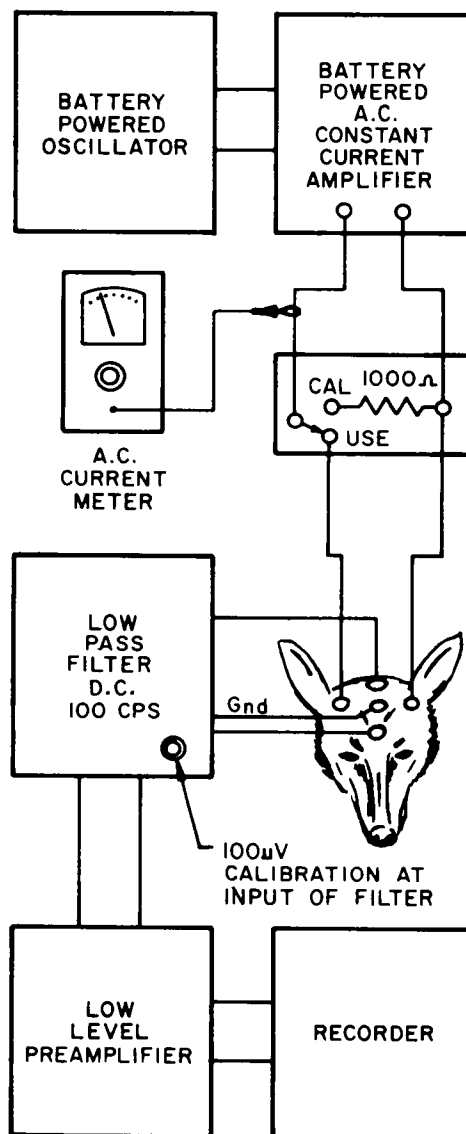 BATTERY
POWERED
OSCILLATOR
BATTERY
POWERED
A.C.
CONSTANT
CURRENT
AMPLIFIER
CAL 1000Ω
USE
A.C.
CURRENT
METER
LOW
PASS
FILTER
D.C.
100 CPS
Gnd
100μV
CALIBRATION AT
INPUT OF FILTER
LOW
LEVEL
PREAMPLIFIER
RECORDER